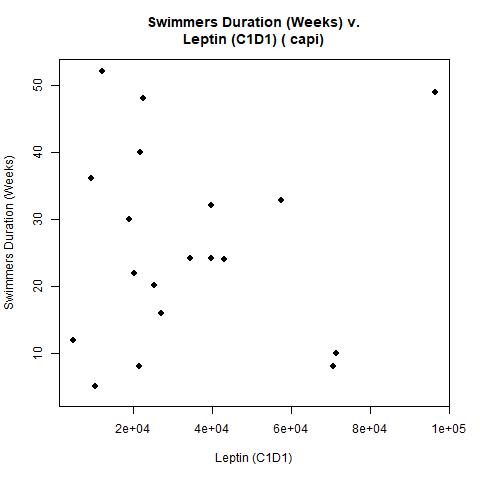 Swimmers Duration (Weeks) v.
Leptin (C1D1) ( capi)
Swimmers Duration (Weeks)
50
40
30
20
10
2e+04 4e+04 6e+04 8e+04 1e+05
Leptin (C1D1)